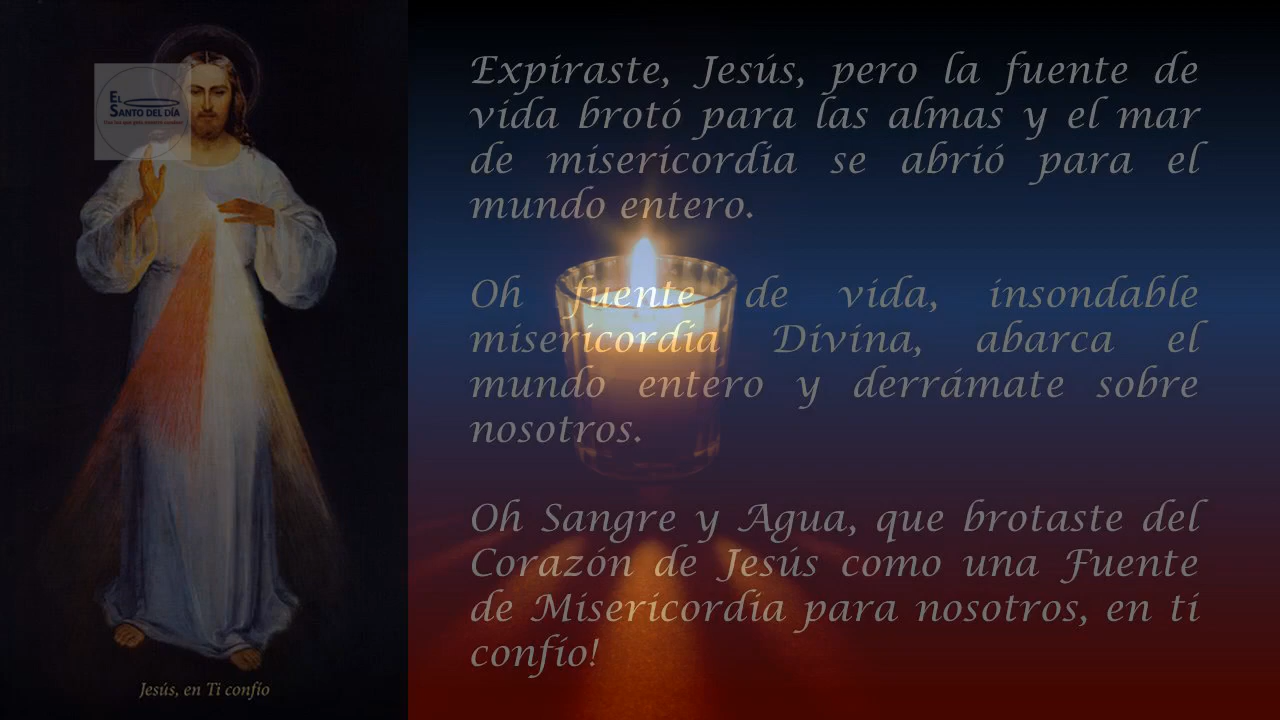 EL
SANTO DEL DÍA
Expiraste, Jesús, pero la fuente de
vida brotó para las almas y el mar
de misericordia se abrió para el
mundo entero.
Oh fuente de vida, insondable
misericordia Divina, abarca el
mundo entero y derrámate sobre
nosotros.
Oh Sangre y Agua, que brotaste del
Corazón de Jesús como una Fuente
de Misericordia para nosotros, en ti
confío!
Jesús, en Ti confío